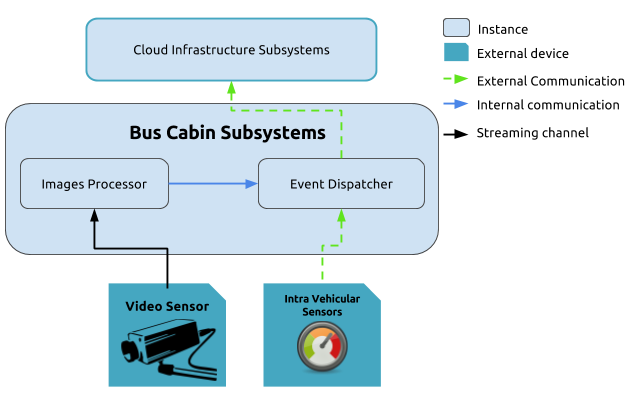 Cloud Infrastructure Subsystems
Instance
External device
External Communication
Internal communication
Streaming channel
Bus Cabin Subsystems
Images Processor
Event Dispatcher
Video Sensor
Intra Vehicular
Sensors